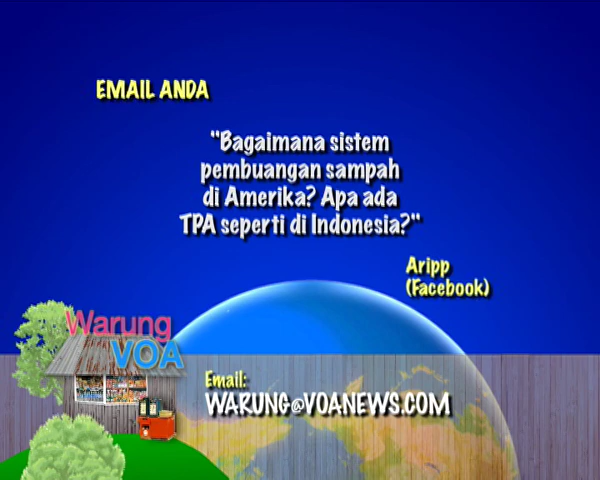 EMAIL ANDA
"Bagaimana sistem
pembuangan sampah
di Amerika? Apa ada
TPA seperti di Indonesia?"
Aripp
(Facebook)
Warung
VOA
Email:
WARUNG@VOANEWS.COM